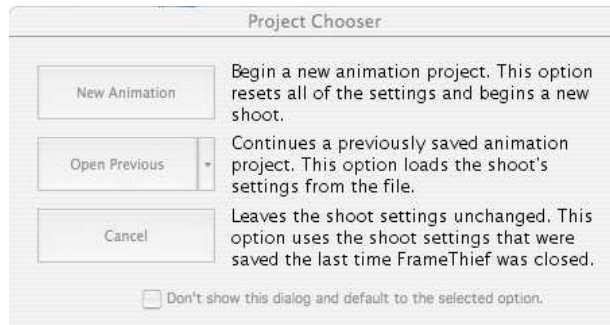 Project Chooser
New Animation
Begin a new animation project. This option
resets all of the settings and begins a new
shoot.
Open Previous
Continues a previously saved animation
project. This option loads the shoot's
settings from the file.
Cancel
Leaves the shoot settings unchanged. This
option uses the shoot settings that were
saved the last time FrameThief was closed.
Don't show this dialog and default to the selected option.